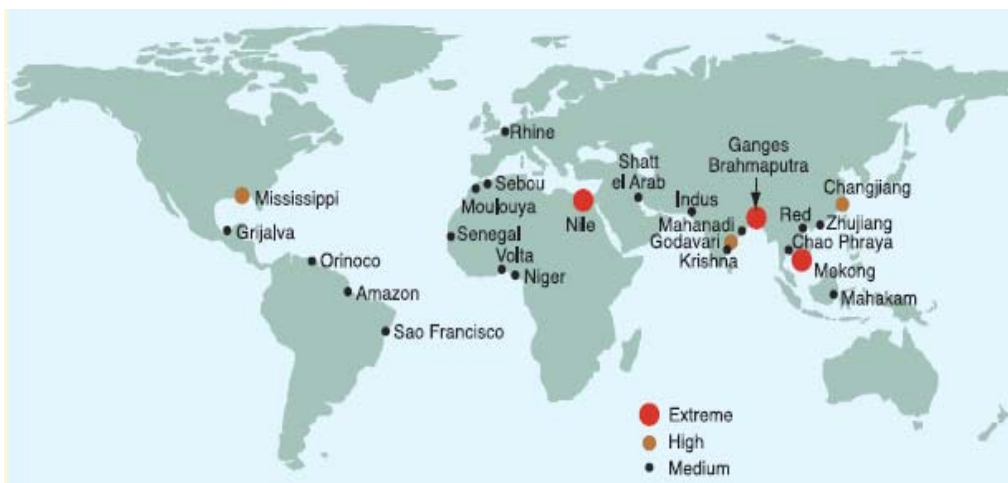 Rhine
Ganges
Brahmaputra
Shatt
el Arab
Changjiang
Mississippi
Sebou
Moulouya
Nile
Indus
Mahanadi
Red
Zhujiang
Grijalva
Senegal
Godavari
Chao Phraya
Krishna
Volta
Orinoco
Niger
Mekong
Amazon
Mahakam
Sao Francisco
Extreme
High
Medium